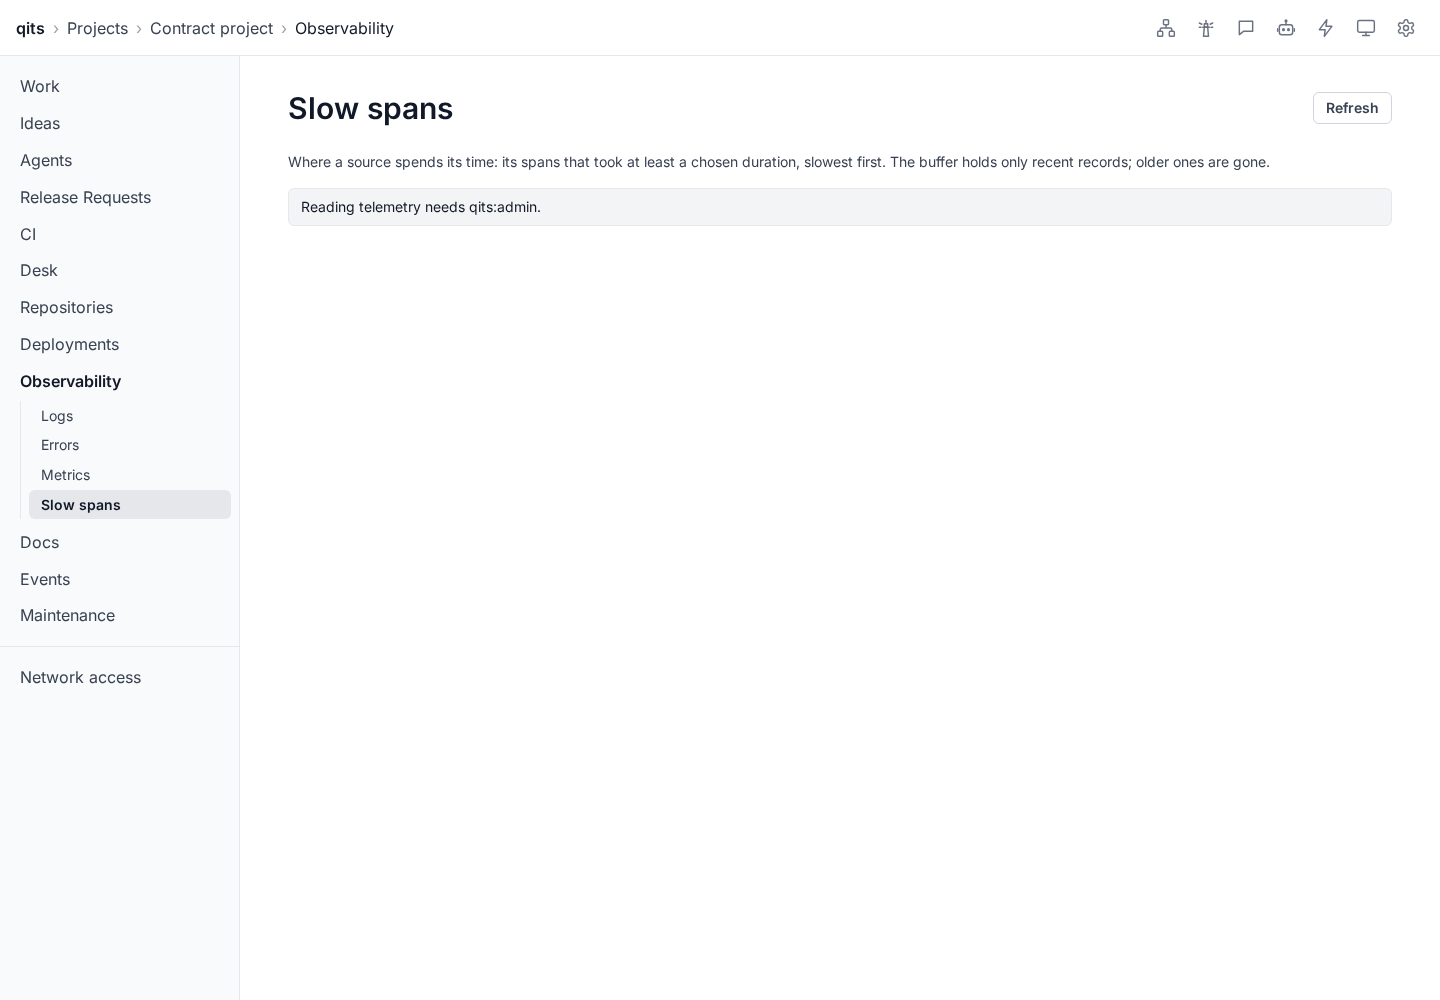 qits › Projects › Contract project › Observability
Work
Ideas
Agents
Release Requests
CI
Desk
Repositories
Deployments
Observability
Logs
Errors
Metrics
Slow spans
Docs
Events
Maintenance
Network access
Slow spans
Refresh
Where a source spends its time: its spans that took at least a chosen duration, slowest first. The buffer holds only recent records; older ones are gone.
Reading telemetry needs qits:admin.